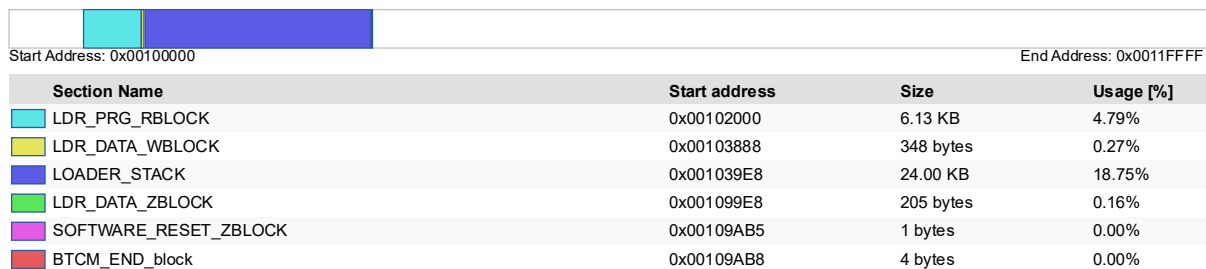 Start Address: 0x00100000 End Address: 0x0011FFFF
Section Name Start address Size Usage [%]
LDR_PRG_RBLOCK 0x00102000 6.13 KB 4.79%
LDR_DATA_WBLOCK 0x00103888 348 bytes 0.27%
LOADER_STACK 0x001039E8 24.00 KB 18.75%
LDR_DATA_ZBLOCK 0x001099E8 205 bytes 0.16%
SOFTWARE_RESET_ZBLOCK 0x00109AB5 1 bytes 0.00%
BTCM_END_block 0x00109AB8 4 bytes 0.00%